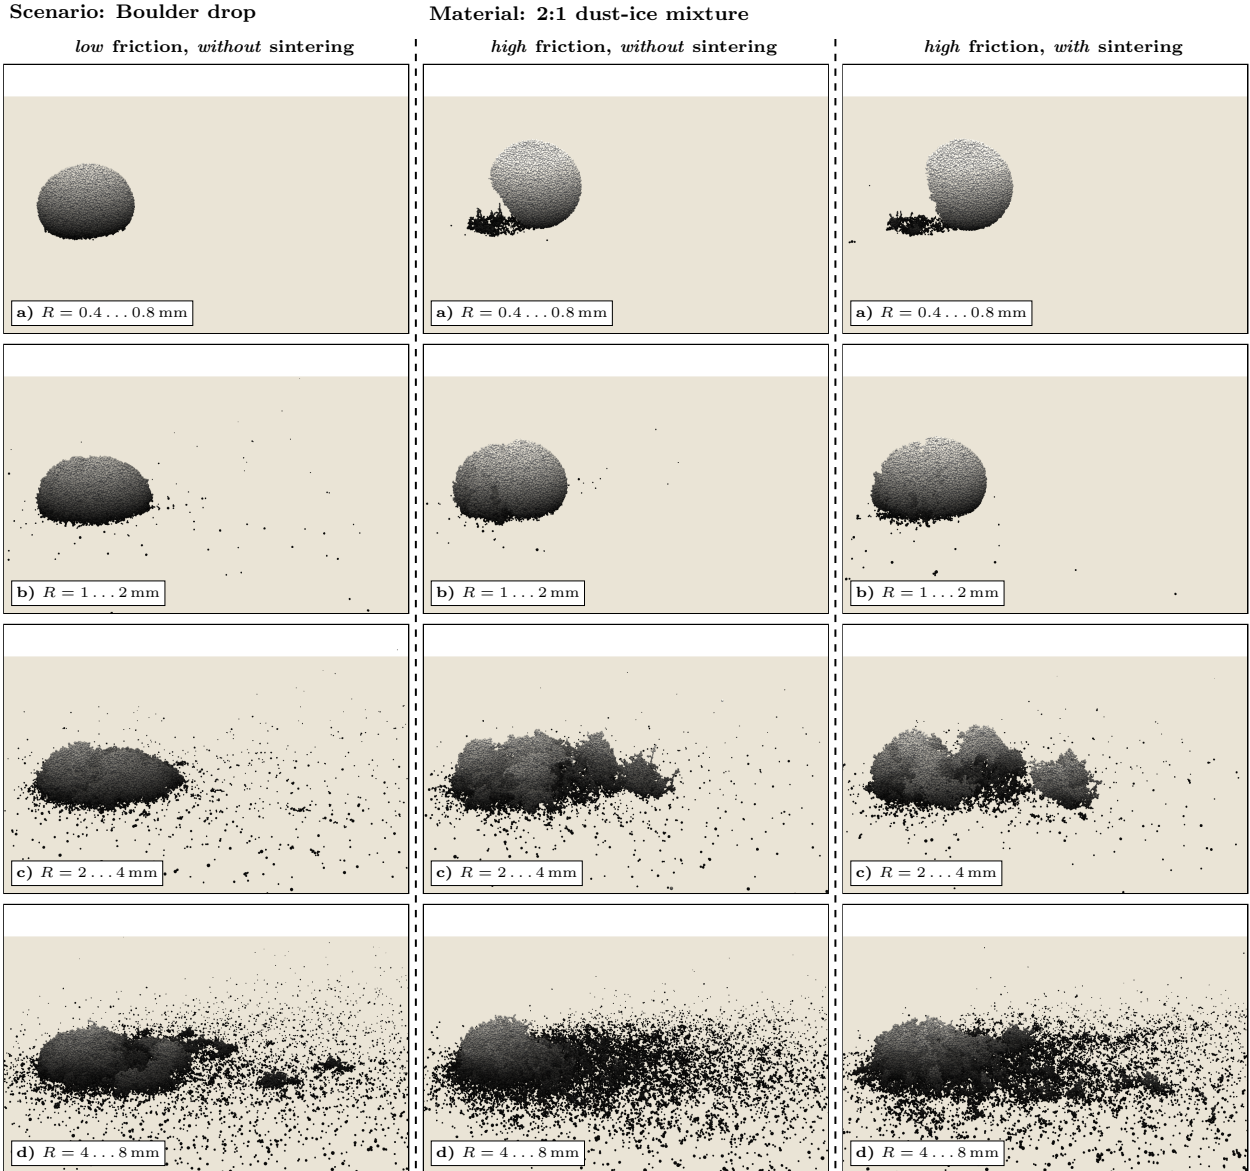 Scenario: Boulder drop
Material: 2:1 dust-ice mixture
low friction, without sintering
high friction, without sintering
high friction, with sintering
a) R = 0.4 . . . 0.8 mm
a) R = 0.4 . . . 0.8 mm
a) R = 0.4 . . . 0.8 mm
b) R = 1 . . . 2 mm
b) R = 1 . . . 2 mm
b) R = 1 . . . 2 mm
c) R = 2 . . . 4 mm
c) R = 2 . . . 4 mm
c) R = 2 . . . 4 mm
d) R = 4 . . . 8 mm
d) R = 4 . . . 8 mm
d) R = 4 . . . 8 mm